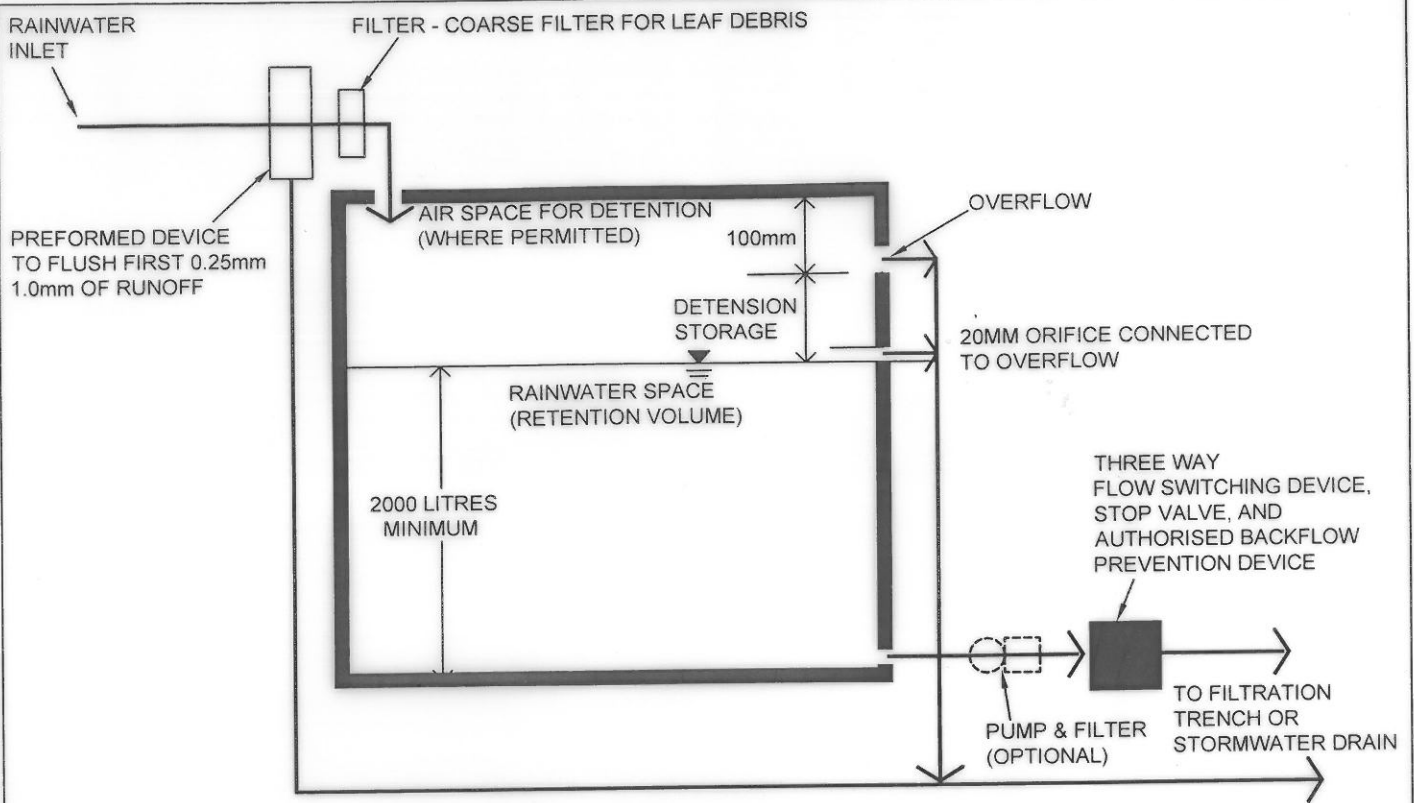 RAINWATER
INLET
FILTER - COARSE FILTER FOR LEAF DEBRIS
PREFORMED DEVICE
TO FLUSH FIRST 0.25mm
1.0mm OF RUNOFF
AIR SPACE FOR DETENTION
(WHERE PERMITTED)
100mm
OVERFLOW
DETENSION
STORAGE
20MM ORIFICE CONNECTED
TO OVERFLOW
RAINWATER SPACE
(RETENTION VOLUME)
2000 LITRES
MINIMUM
THREE WAY
FLOW SWITCHING DEVICE,
STOP VALVE, AND
AUTHORISED BACKFLOW
PREVENTION DEVICE
PUMP & FILTER
(OPTIONAL)
TO FILTRATION
TRENCH OR
STORMWATER DRAIN